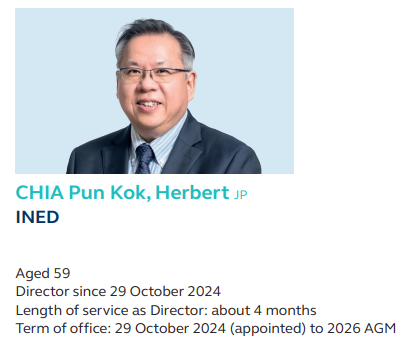 CHIA Pun Kok, Herbert JP
INED
Aged 59
Director since 29 October 2024
Length of service as Director: about 4 months
Term of office: 29 October 2024 (appointed) to 2026 AGM